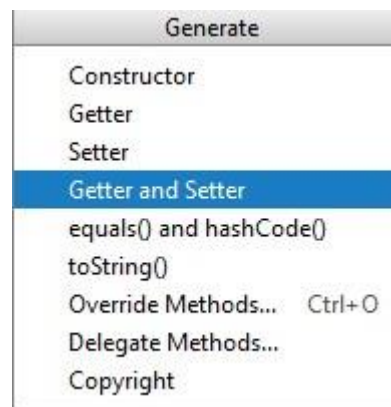 Generate
Constructor
Getter
Setter
Getter and Setter
equals() and hashCode()
toString()
Override Methods... Ctrl+O
Delegate Methods...
Copyright